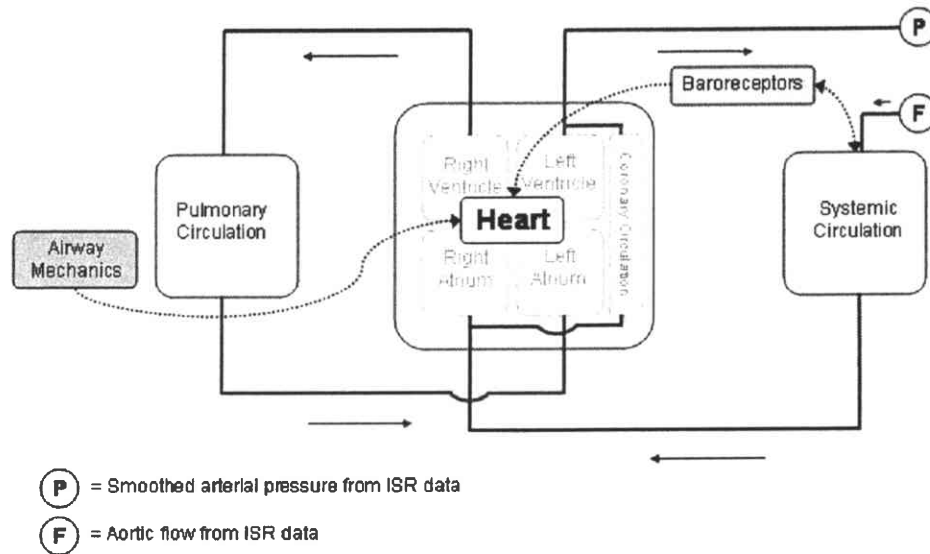 P
Baroreceptors
F
Right
Ventricle
Left
Ventricle
Coronary Circulation
Pulmonary
Circulation
Heart
Systemic
Circulation
Airway
Mechanics
Right
Atrium
Left
Atrium
P = Smoothed arterial pressure from ISR data
F = Aortic flow from ISR data